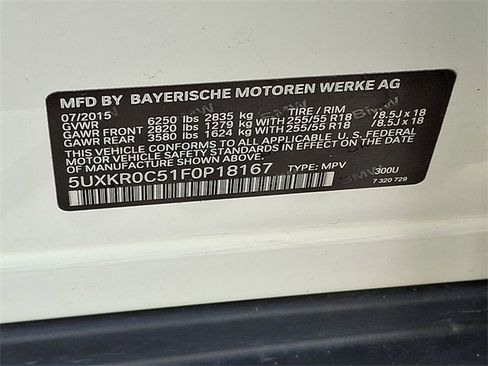 MFD BY BAYERISCHE MOTOREN WERKE AG
07/2015 TIRE / RIM
GVWR 6250 lbs 2835 kg
GAWR FRONT 2820 lbs 1279 kg WITH 255/55 R18 /8.5J x 18
GAWR REAR 3580 lbs 1624 kg WITH 255/55 R18 /8.5J x 18
THIS VEHICLE CONFORMS TO ALL APPLICABLE U.S. FEDERAL
MOTOR VEHICLE SAFETY STANDARDS
IN EFFECT ON THE DATE OF MANUFACTURE SHOWN ABOVE.
5UXKR0C51F0P18167 TYPE: MPV 300U
7 320 729